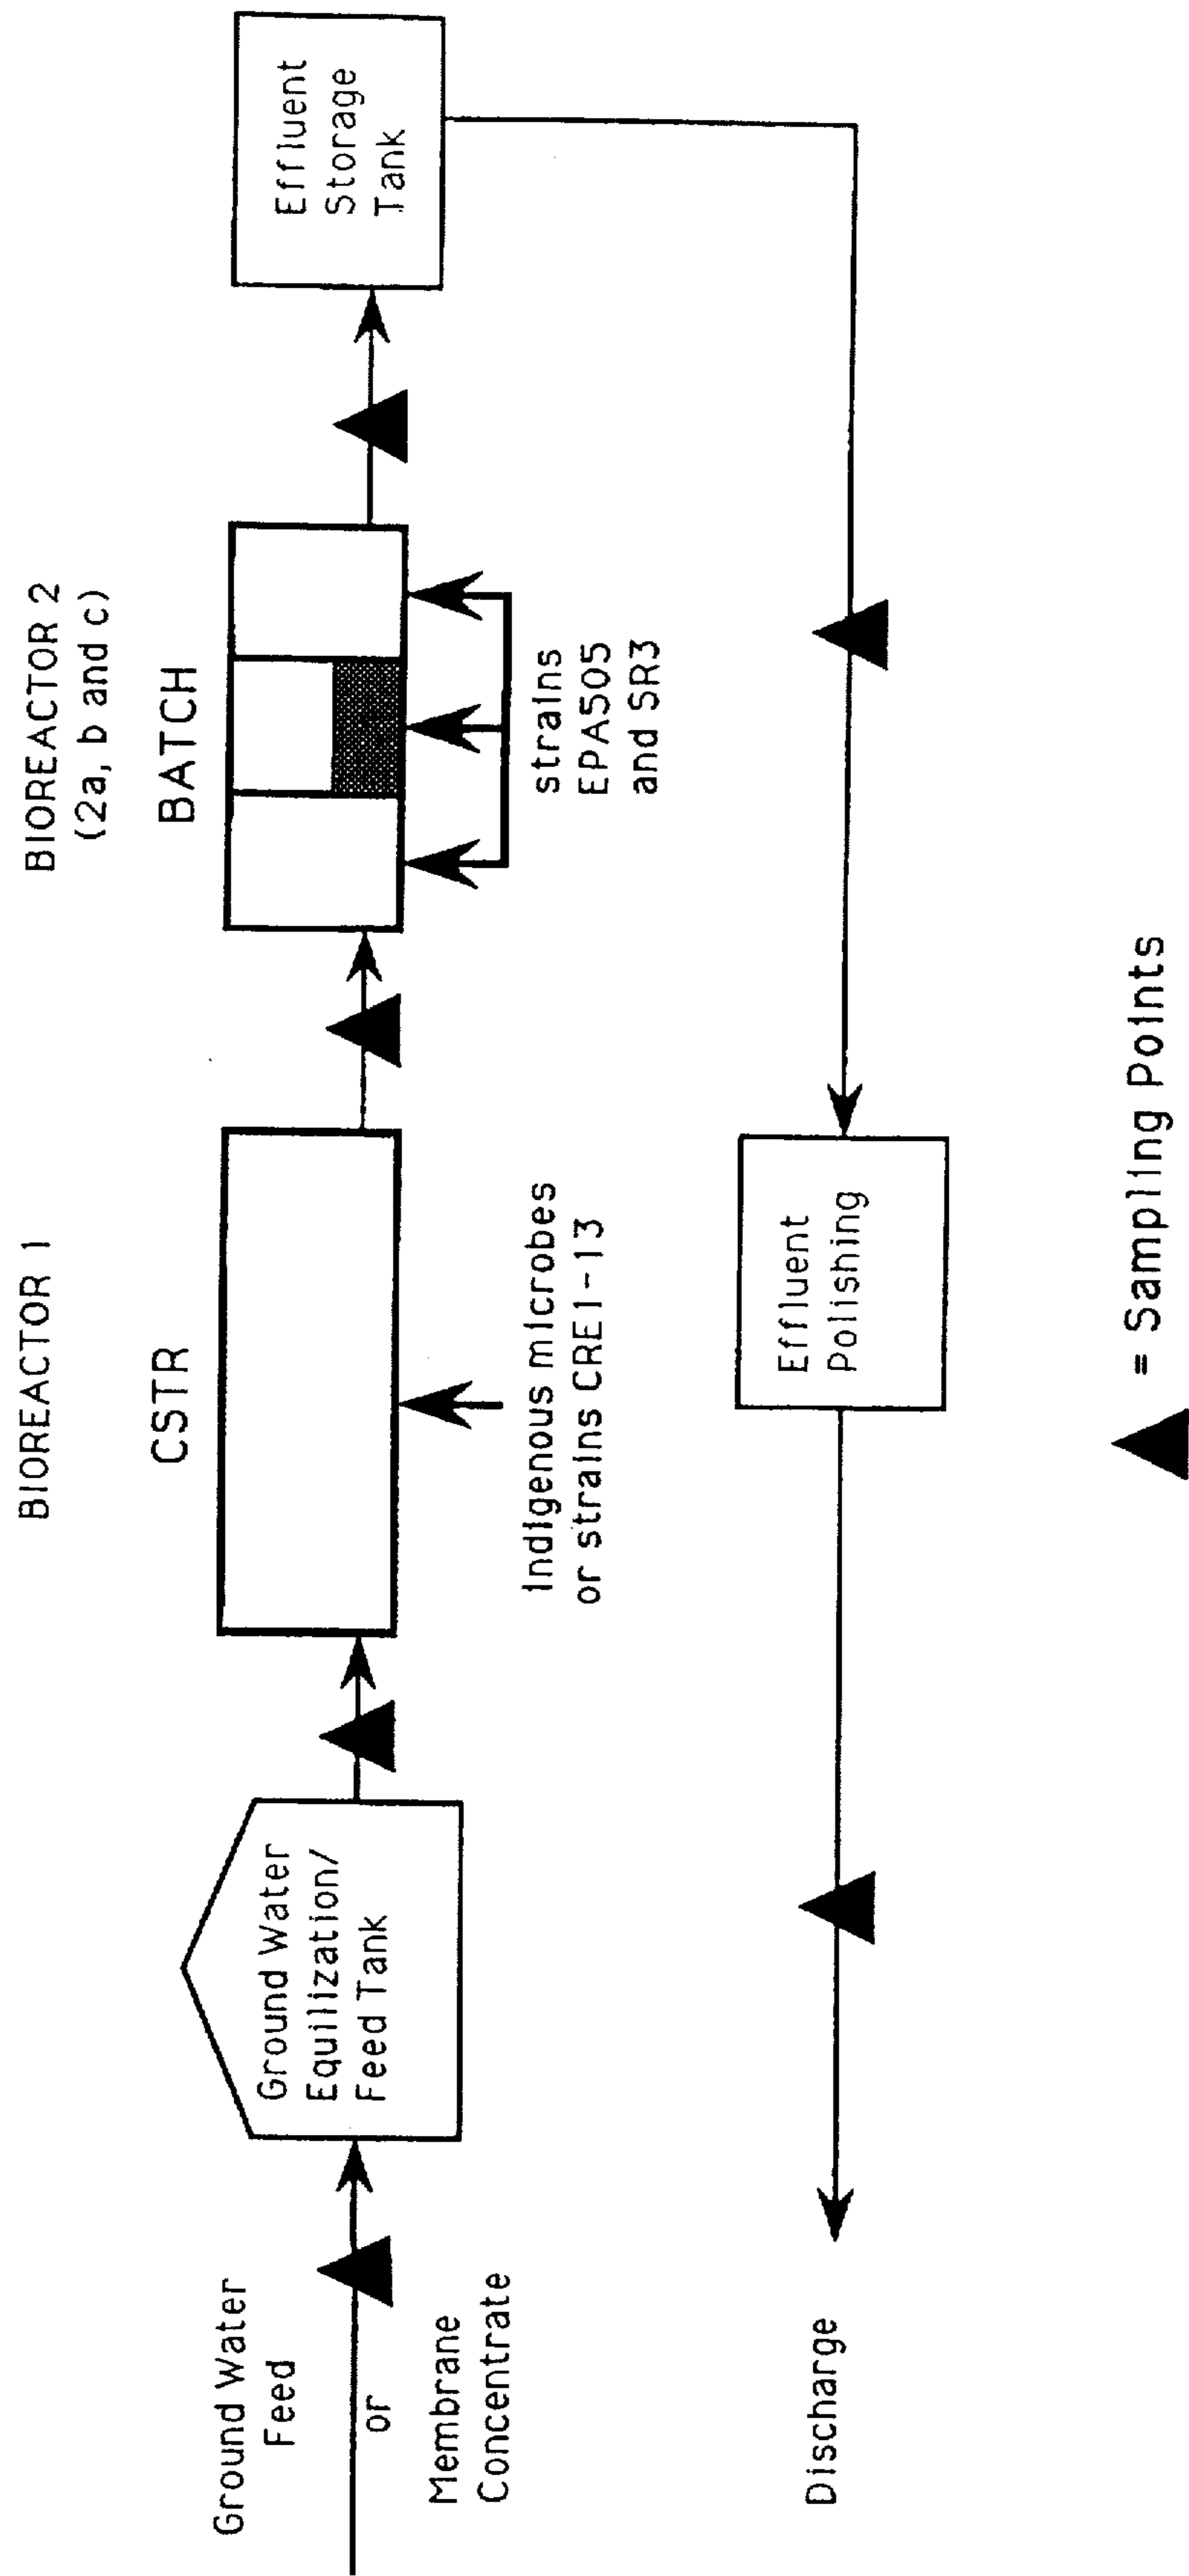 BIOREACTOR 1
BIOREACTOR 2
(2a, b and c)
CSTR
BATCH
Ground Water
Feed
or
Membrane
Concentrate
Ground Water
Equilization/
Feed Tank
Indigenous microbes
or strains CRE1-13
strains
EPA505
and SR3
Effluent
Storage
Tank
Effluent
Polishing
Discharge
= Sampling Points